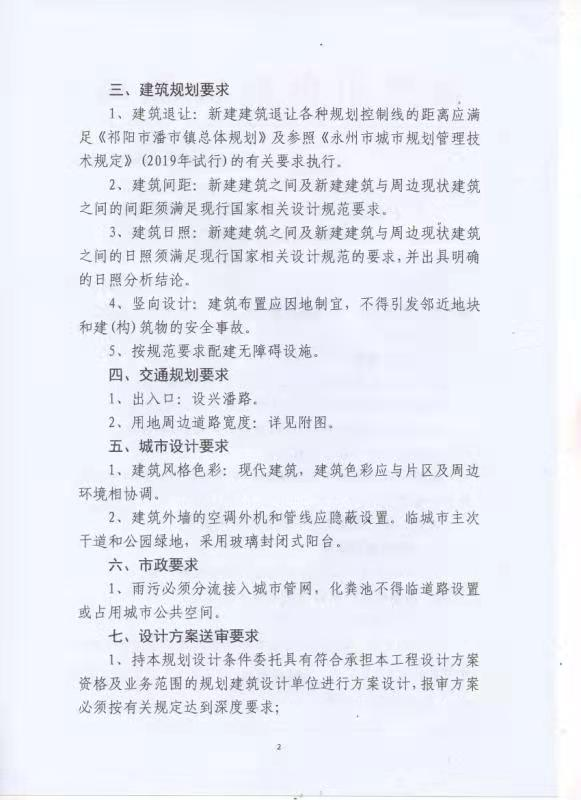 三、建筑规划要求
1、建筑退让：新建建筑退让各种规划控制线的距离应满
足《祁阳市潘市镇总体规划》及参照《永州市城市规划管理技
术规定》(2019年试行)的有关要求执行。
2、建筑间距：新建建筑之间及新建建筑与周边现状建筑
之间的间距须满足现行国家相关设计规范要求。
3、建筑日照：新建建筑之间及新建建筑与周边现状建筑
之间的日照须满足现行国家相关设计规范的要求,并出具明确
的日照分析结论。
4、竖向设计：建筑布置应因地制宜，不得引发邻近地块
和建(构)筑物的安全事故。
5、按规范要求配建无障碍设施。
四、交通规划要求
1、出入口：设兴潘路。
2、用地周边道路宽度：详见附图。
五、城市设计要求
1、建筑风格色彩：现代建筑，建筑色彩应与片区及周边
环境相协调。
2、建筑外墙的空调外机和管线应隐蔽设置。临城市主次
干道和公园绿地，采用玻璃封闭式阳台。
六、市政要求
1、雨污必须分流接入城市管网，化粪池不得临道路设置
或占用城市公共空间。
七、设计方案送审要求
1、持本规划设计条件委托具有符合承担本工程设计方案
资格及业务范围的规划建筑设计单位进行方案设计,报审方案
必须按有关规定达到深度要求;
2